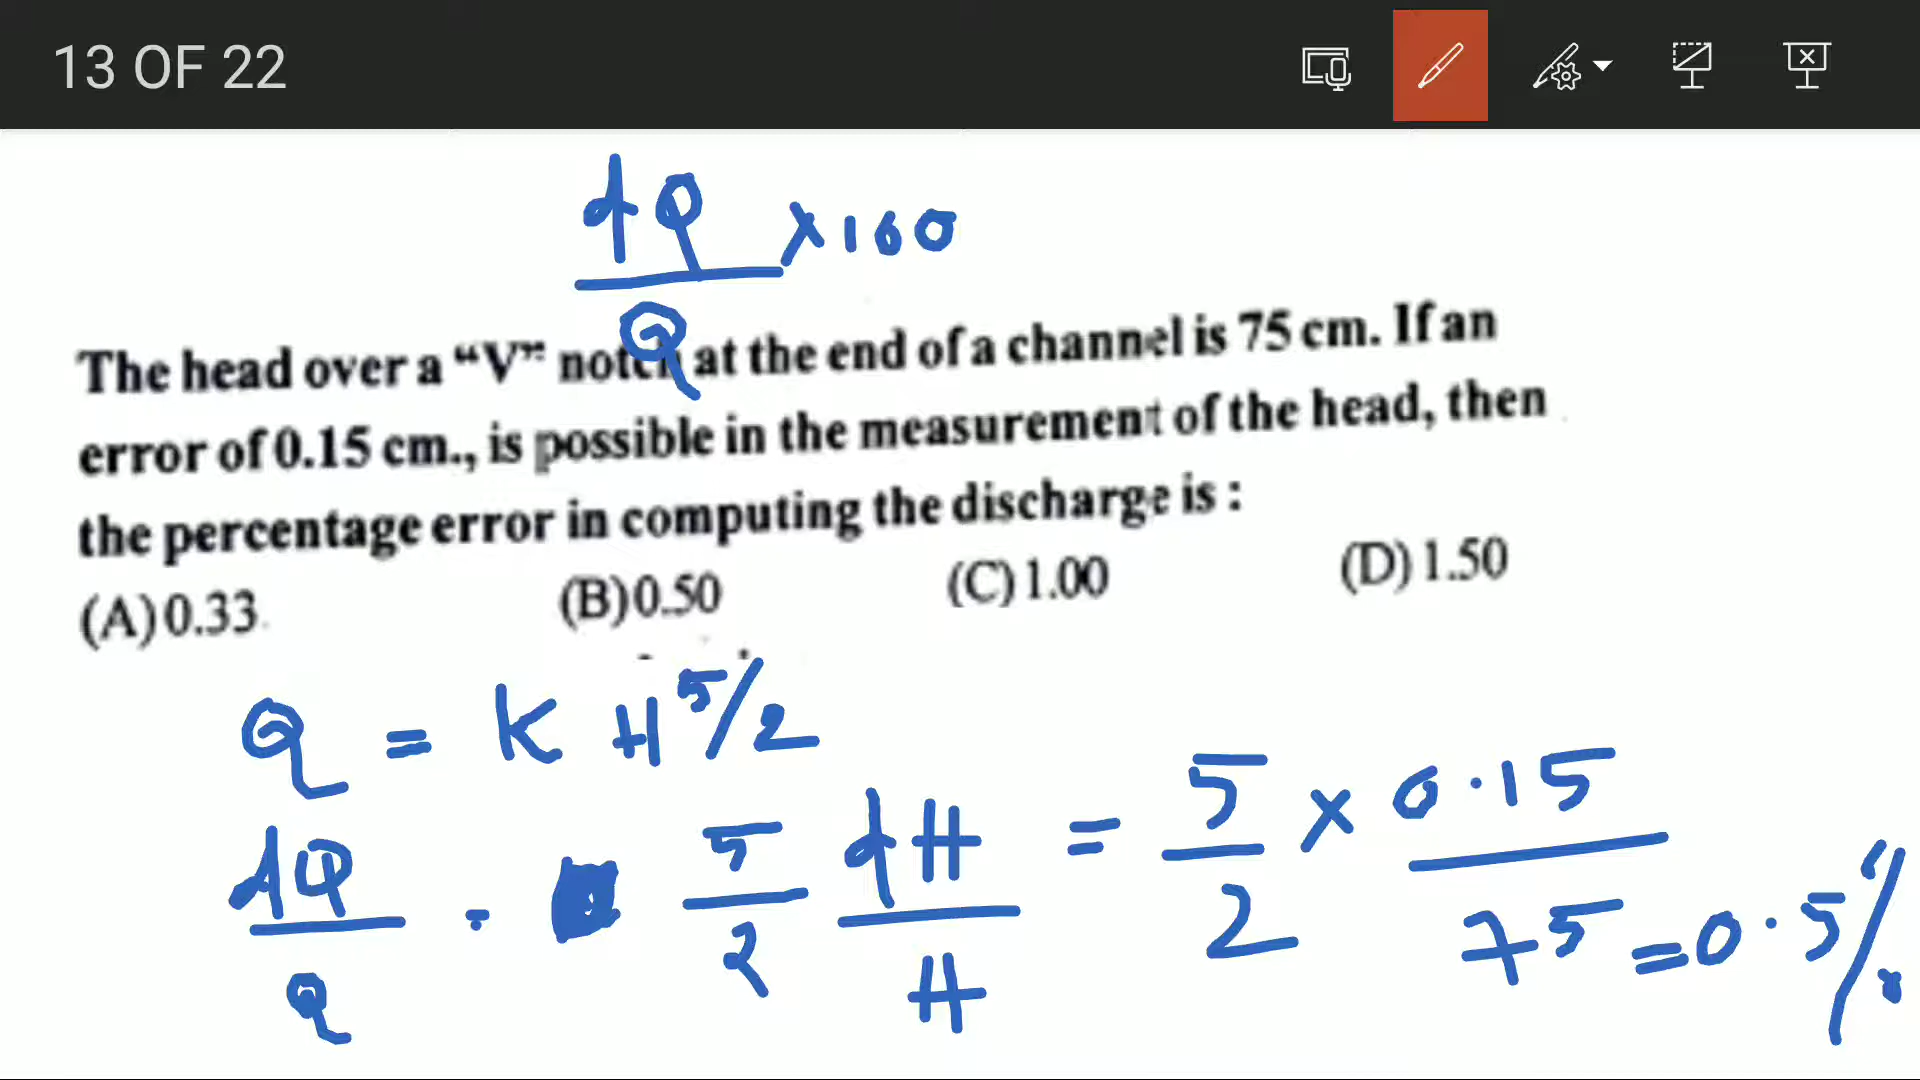 13 OF 22
dQ/Q ×100
The head over a “V” notch at the end of a channel is 75 cm. If an
error of 0.15 cm., is possible in the measurement of the head, then
the percentage error in computing the discharge is :
(A) 0.33 (B) 0.50 (C) 1.00 (D) 1.50
Q = K H^5/2
dQ/Q = 5/2 dH/H = 5/2 × 0.15/75 = 0.5%